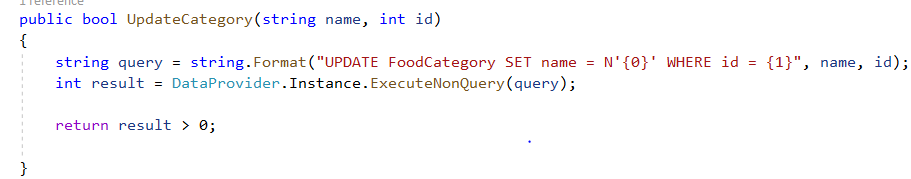 1 reference
public bool UpdateCategory(string name, int id)
{
string query = string.Format("UPDATE FoodCategory SET name = N'{0}' WHERE id = {1}", name, id);
int result = DataProvider.Instance.ExecuteNonQuery(query);
return result > 0;
}